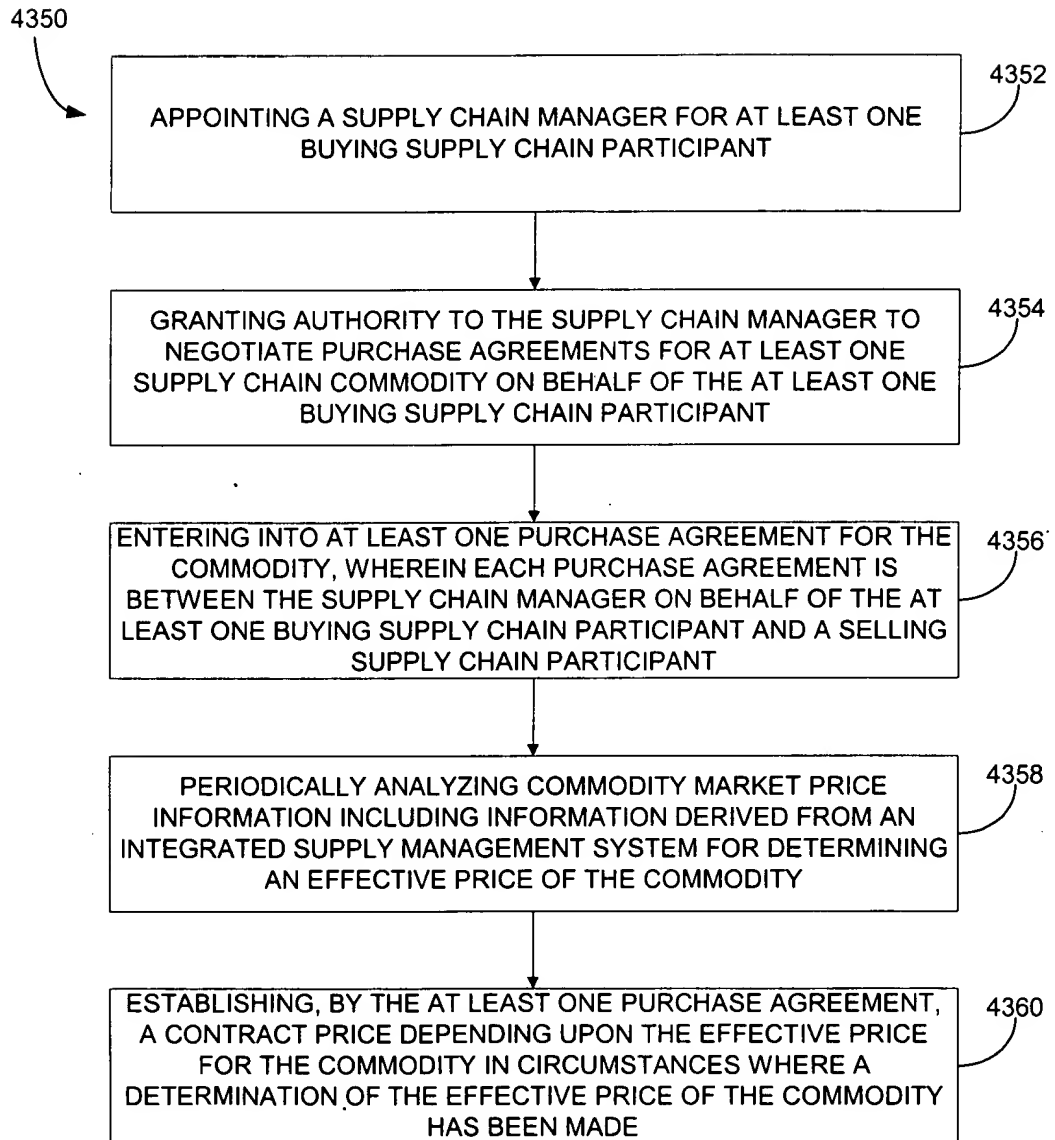 4350
4352
APPOINTING A SUPPLY CHAIN MANAGER FOR AT LEAST ONE
BUYING SUPPLY CHAIN PARTICIPANT
4354
GRANTING AUTHORITY TO THE SUPPLY CHAIN MANAGER TO
NEGOTIATE PURCHASE AGREEMENTS FOR AT LEAST ONE
SUPPLY CHAIN COMMODITY ON BEHALF OF THE AT LEAST ONE
BUYING SUPPLY CHAIN PARTICIPANT
4356
ENTERING INTO AT LEAST ONE PURCHASE AGREEMENT FOR THE
COMMODITY, WHEREIN EACH PURCHASE AGREEMENT IS
BETWEEN THE SUPPLY CHAIN MANAGER ON BEHALF OF THE AT
LEAST ONE BUYING SUPPLY CHAIN PARTICIPANT AND A SELLING
SUPPLY CHAIN PARTICIPANT
4358
PERIODICALLY ANALYZING COMMODITY MARKET PRICE
INFORMATION INCLUDING INFORMATION DERIVED FROM AN
INTEGRATED SUPPLY MANAGEMENT SYSTEM FOR DETERMINING
AN EFFECTIVE PRICE OF THE COMMODITY
4360
ESTABLISHING, BY THE AT LEAST ONE PURCHASE AGREEMENT,
A CONTRACT PRICE DEPENDING UPON THE EFFECTIVE PRICE
FOR THE COMMODITY IN CIRCUMSTANCES WHERE A
DETERMINATION OF THE EFFECTIVE PRICE OF THE COMMODITY
HAS BEEN MADE